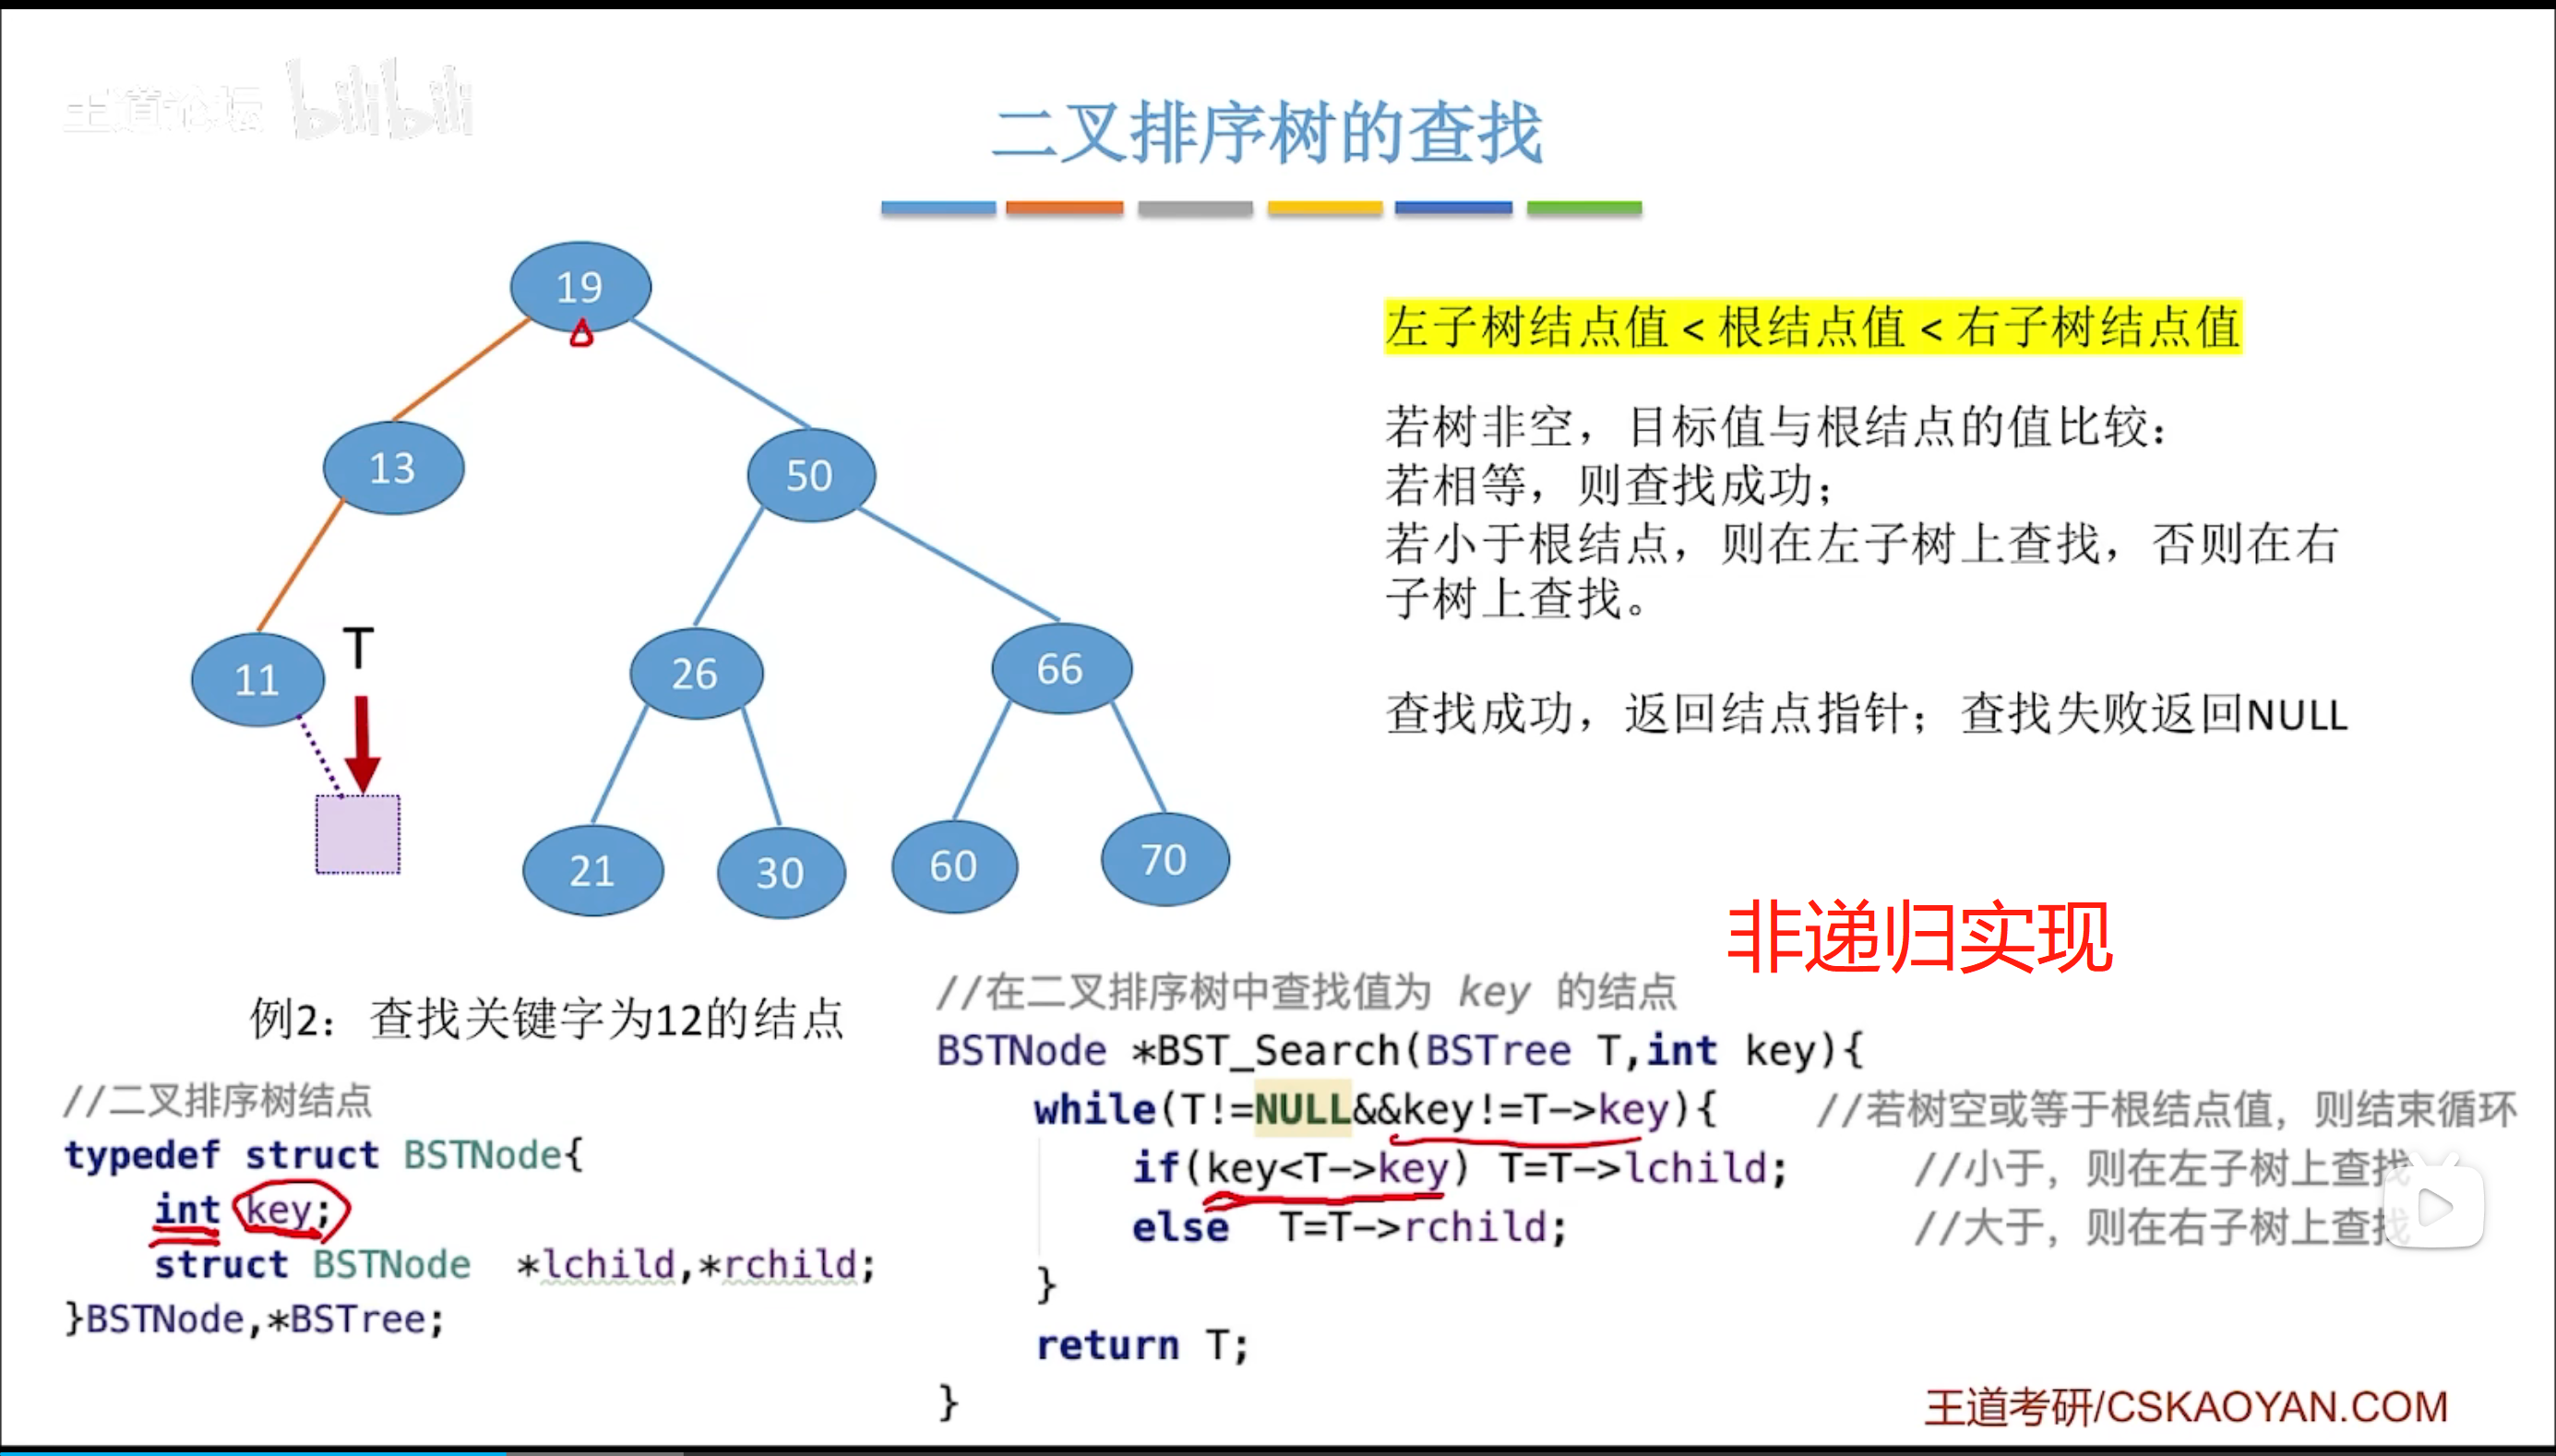 王道论坛 bilibili
二叉排序树的查找
19
13
50
11
T
26
66
21
30
60
70
左子树结点值 < 根结点值 < 右子树结点值
若树非空，目标值与根结点的值比较：
若相等，则查找成功；
若小于根结点，则在左子树上查找，否则在右
子树上查找。
查找成功，返回结点指针；查找失败返回NULL
非递归实现
例2：查找关键字为12的结点
//二叉排序树结点
typedef struct BSTNode{
int key;
struct BSTNode *lchild,*rchild;
}BSTNode,*BSTree;
//在二叉排序树中查找值为 key 的结点
BSTNode *BST_Search(BSTree T,int key){
while(T!=NULL&&key!=T->key){ //若树空或等于根结点值，则结束循环
if(key<T->key) T=T->lchild; //小于，则在左子树上查找
else T=T->rchild; //大于，则在右子树上查找
}
return T;
}
王道考研/CSKAOYAN.COM